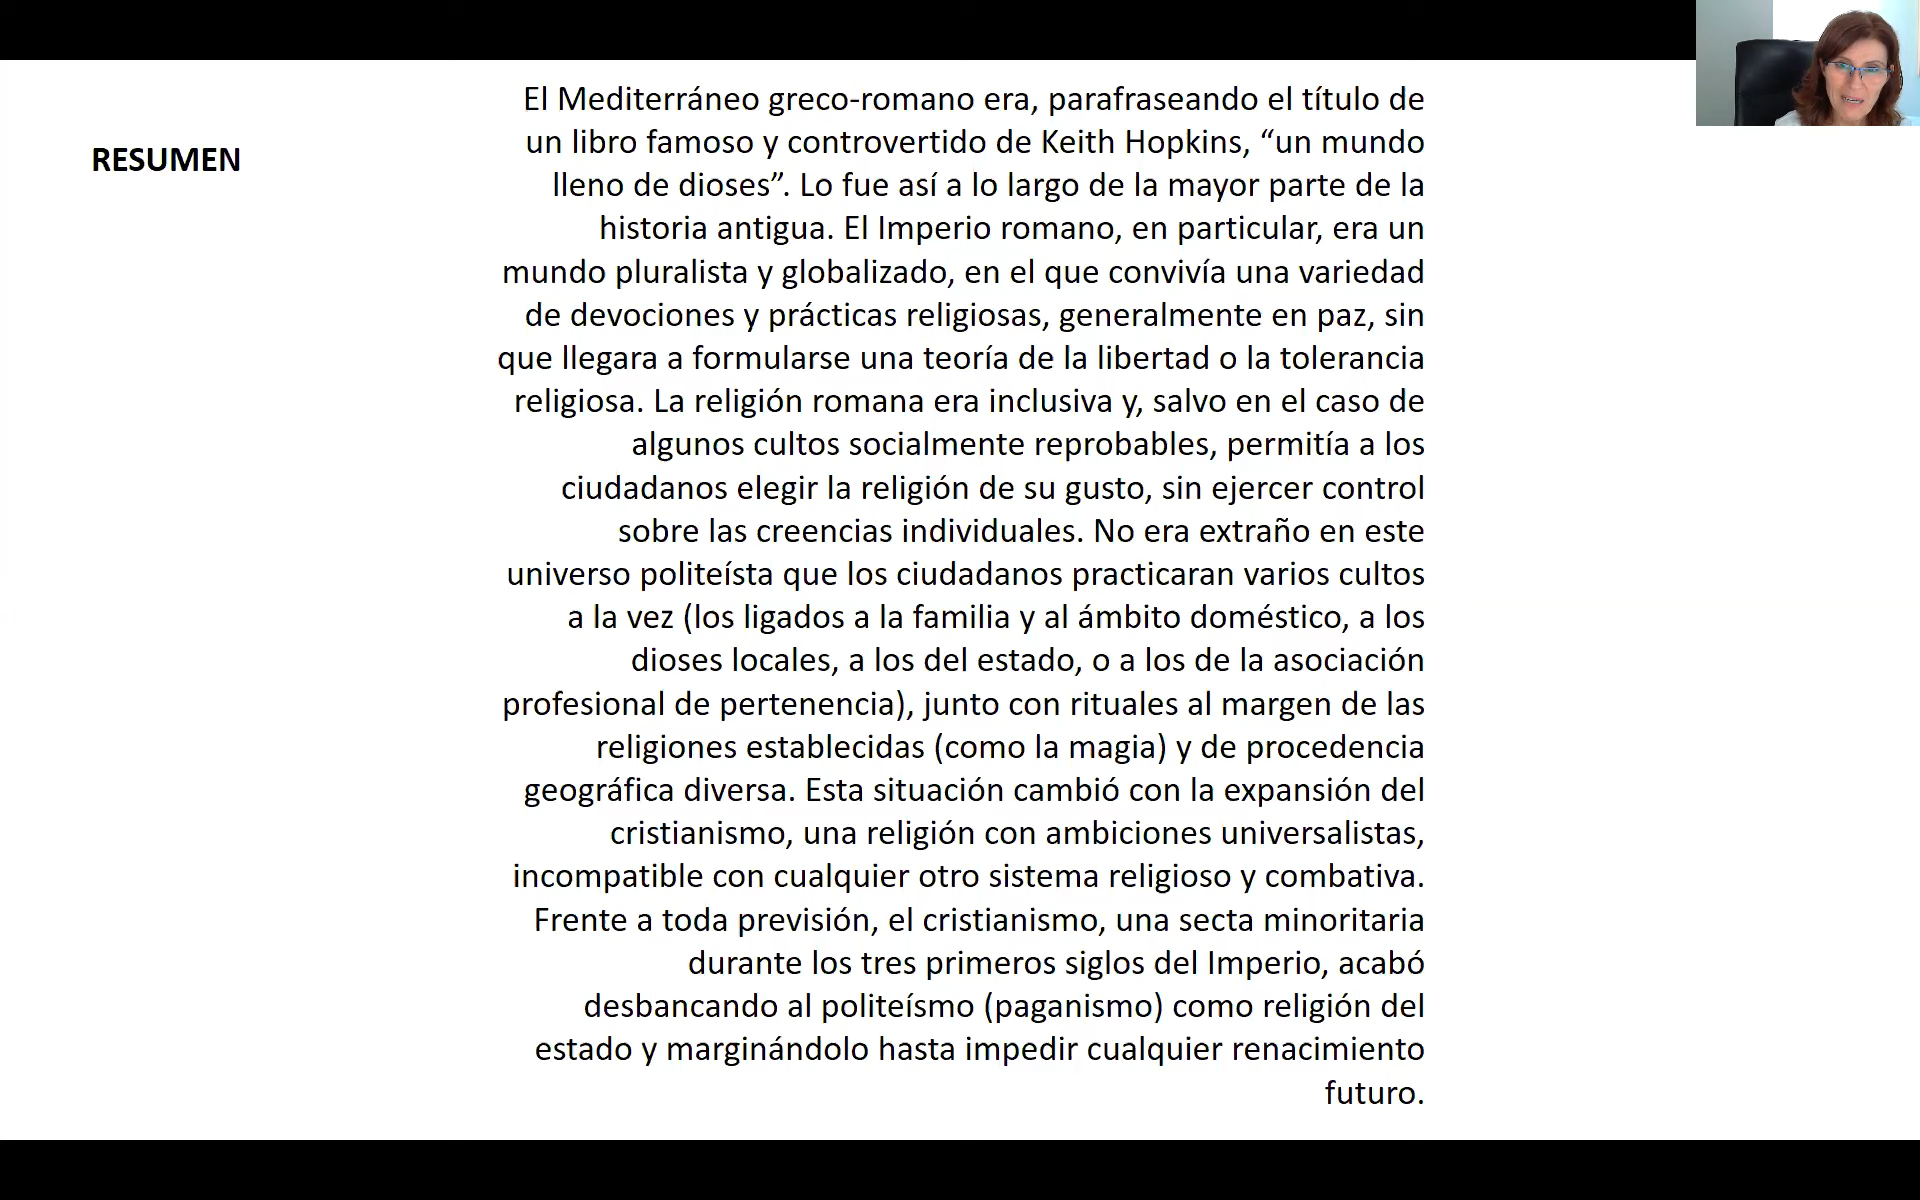 RESUMEN
El Mediterráneo greco-romano era, parafraseando el título de
un libro famoso y controvertido de Keith Hopkins, “un mundo
lleno de dioses”. Lo fue así a lo largo de la mayor parte de la
historia antigua. El Imperio romano, en particular, era un
mundo pluralista y globalizado, en el que convivía una variedad
de devociones y prácticas religiosas, generalmente en paz, sin
que llegara a formularse una teoría de la libertad o la tolerancia
religiosa. La religión romana era inclusiva y, salvo en el caso de
algunos cultos socialmente reprobables, permitía a los
ciudadanos elegir la religión de su gusto, sin ejercer control
sobre las creencias individuales. No era extraño en este
universo politeísta que los ciudadanos practicaran varios cultos
a la vez (los ligados a la familia y al ámbito doméstico, a los
dioses locales, a los del estado, o a los de la asociación
profesional de pertenencia), junto con rituales al margen de las
religiones establecidas (como la magia) y de procedencia
geográfica diversa. Esta situación cambió con la expansión del
cristianismo, una religión con ambiciones universalistas,
incompatible con cualquier otro sistema religioso y combativa.
Frente a toda previsión, el cristianismo, una secta minoritaria
durante los tres primeros siglos del Imperio, acabó
desbancando al politeísmo (paganismo) como religión del
estado y marginándolo hasta impedir cualquier renacimiento
futuro.